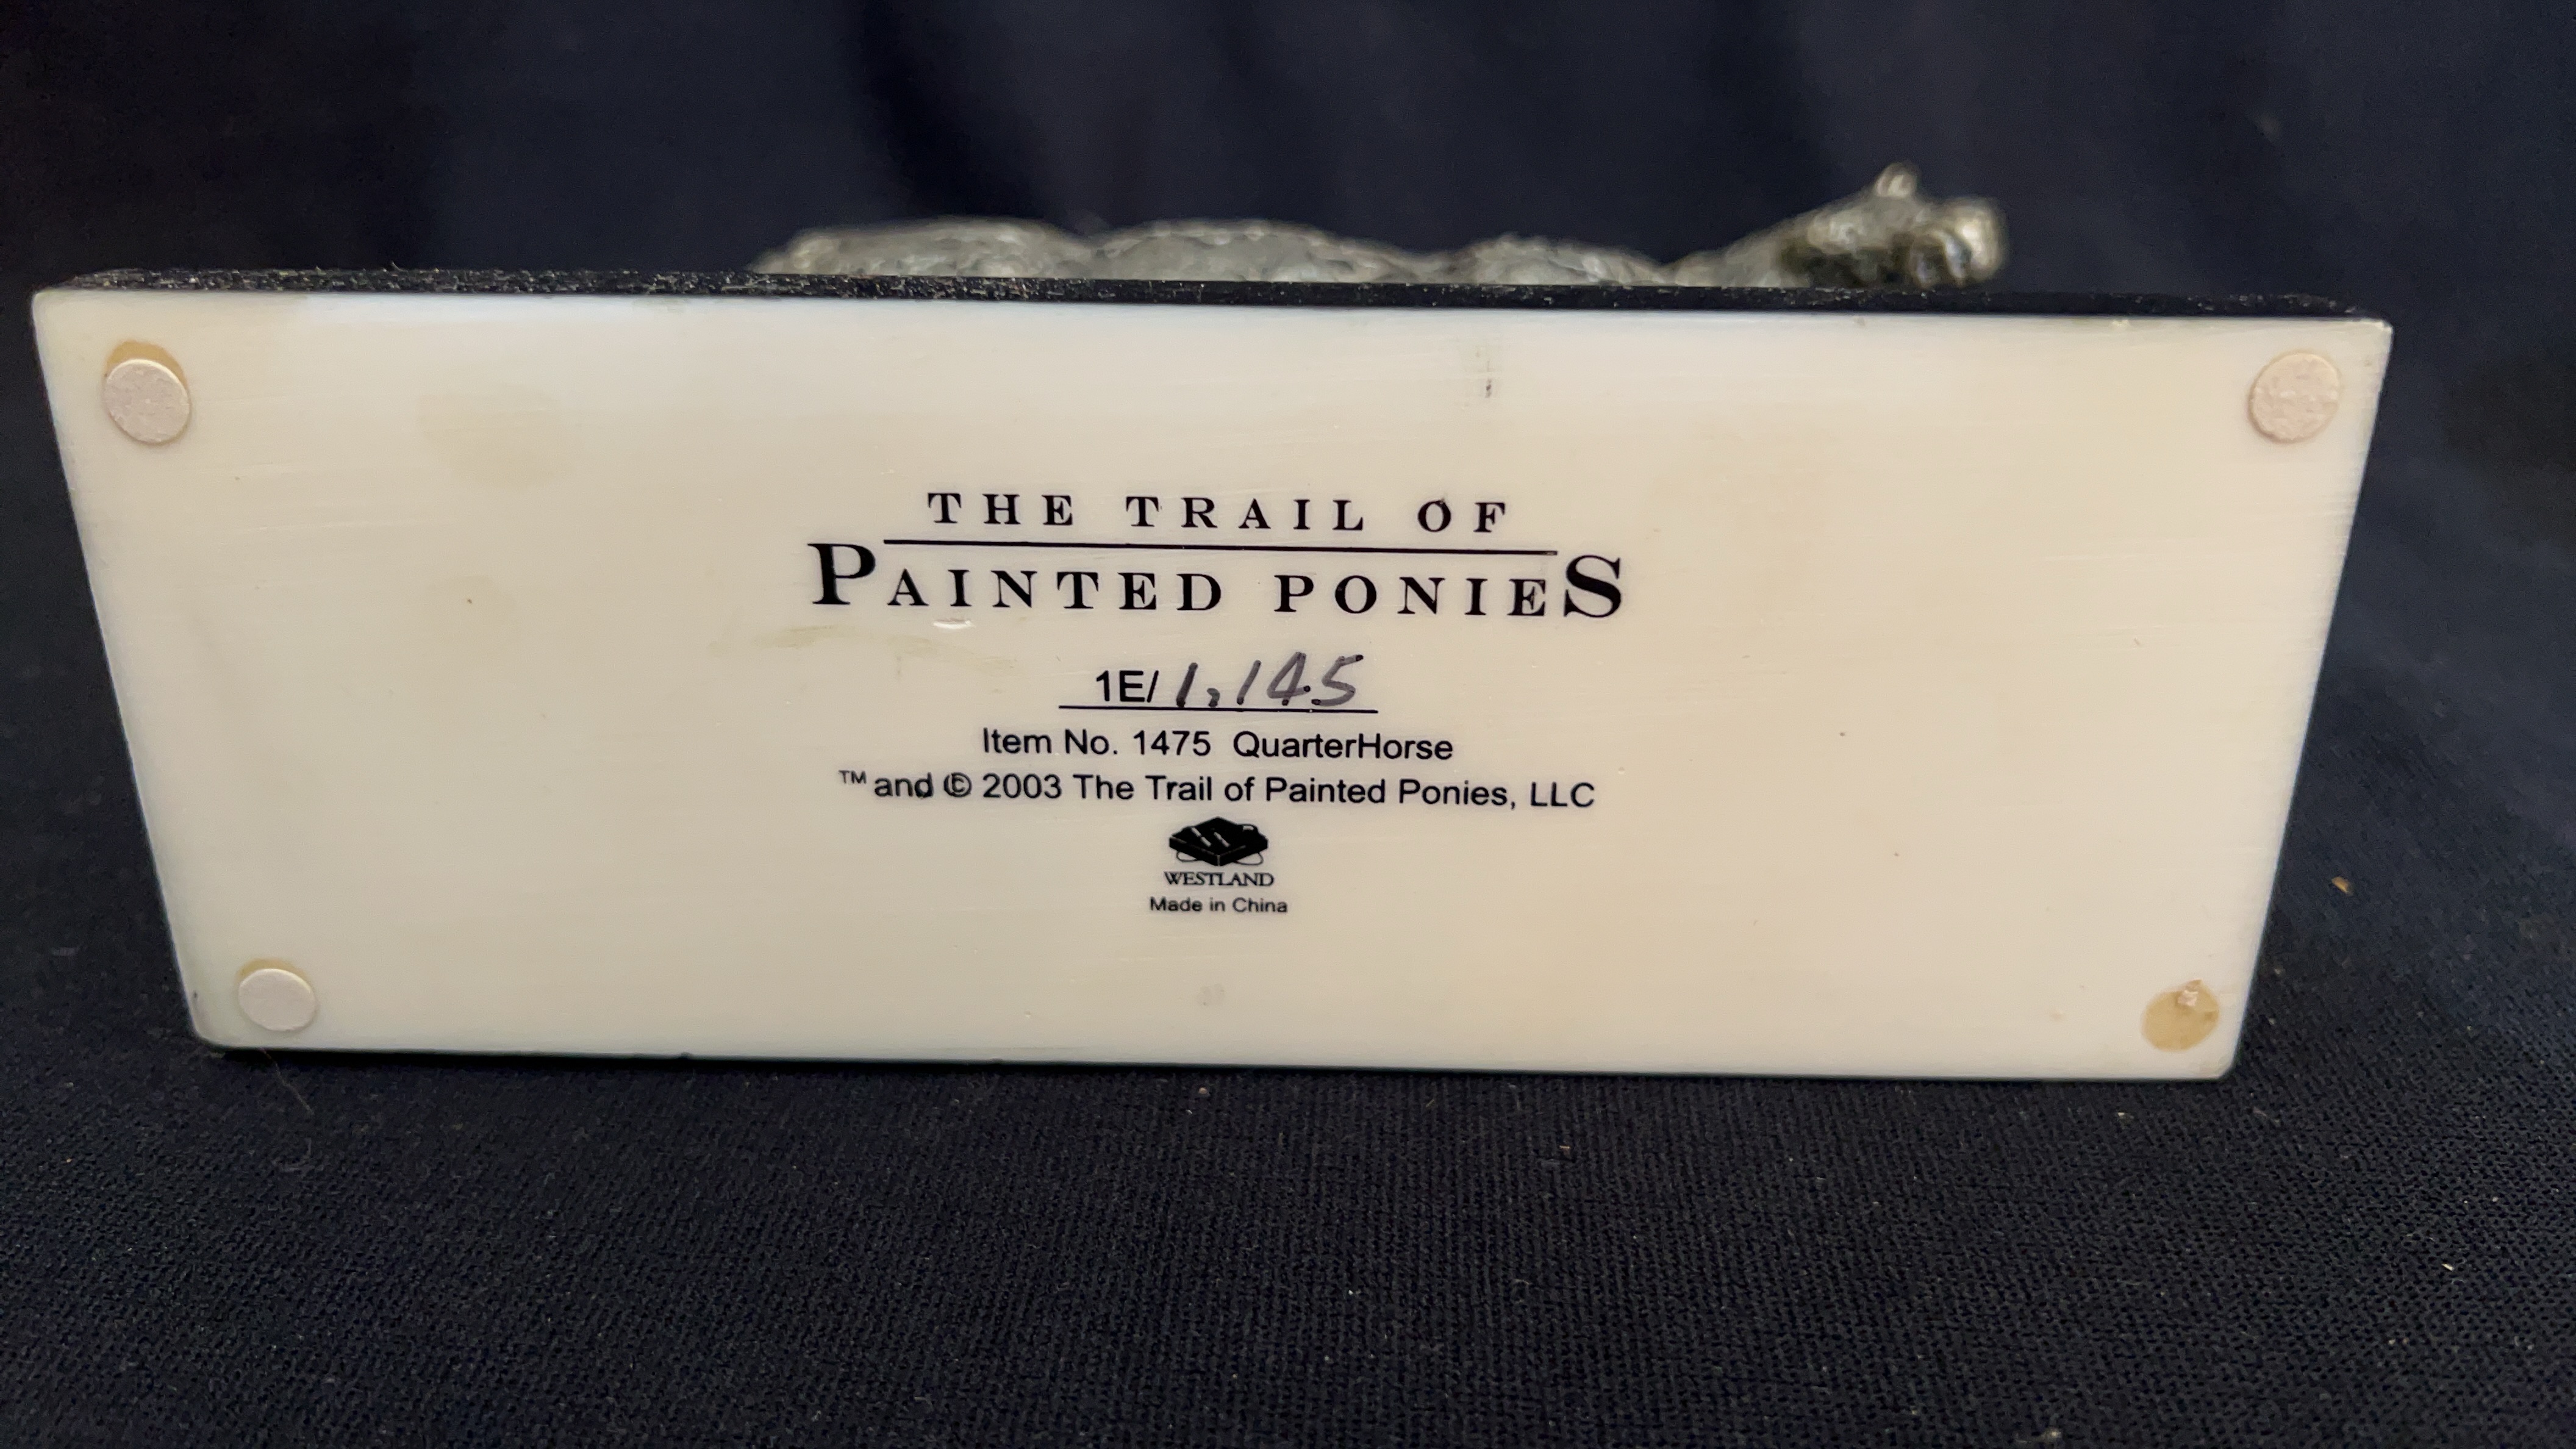 THE TRAIL OF
PAINTED PONIES
1E/ 1,145
Item No. 1475 QuarterHorse
™ and © 2003 The Trail of Painted Ponies, LLC
WESTLAND
Made in China